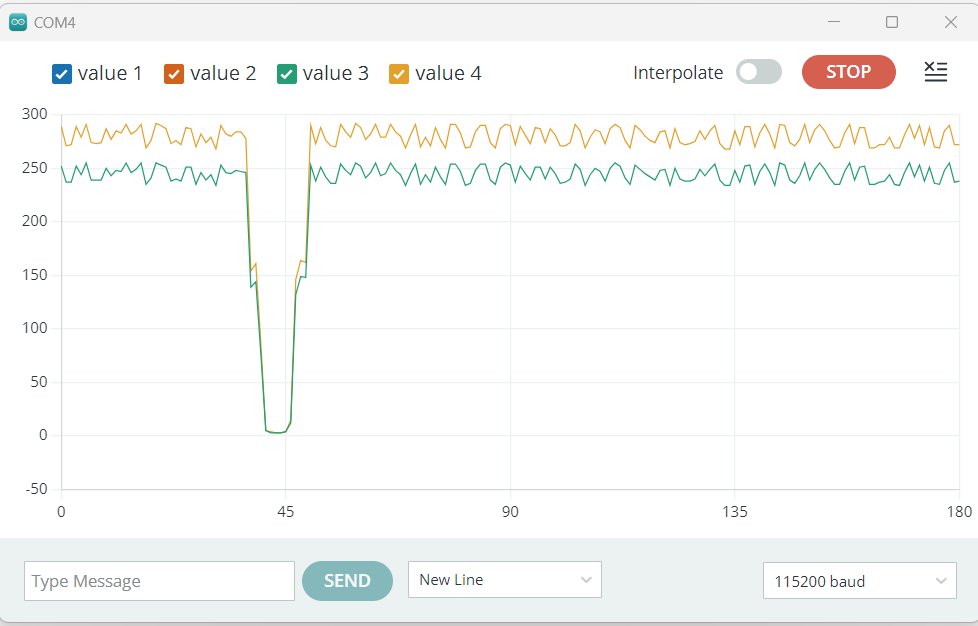 COM4
value 1 value 2 value 3 value 4 Interpolate STOP
300
250
200
150
100
50
0
-50
0 45 90 135 180
Type Message SEND New Line 115200 baud